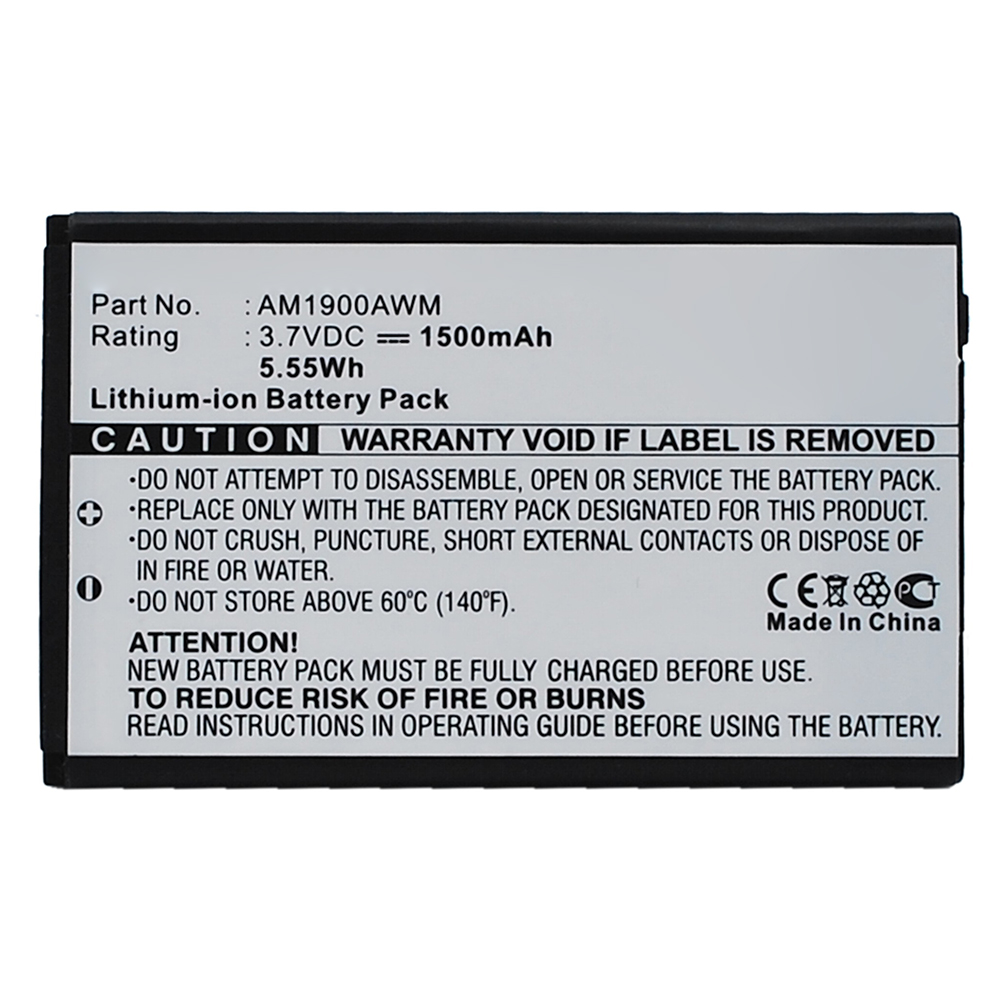 Part No. : AM1900AWM
Rating : 3.7VDC ⎓ 1500mAh
5.55Wh
Lithium-ion Battery Pack
CAUTION WARRANTY VOID IF LABEL IS REMOVED
·DO NOT ATTEMPT TO DISASSEMBLE, OPEN OR SERVICE THE BATTERY PACK.
·REPLACE ONLY WITH THE BATTERY PACK DESIGNATED FOR THIS PRODUCT.
·DO NOT CRUSH, PUNCTURE, SHORT EXTERNAL CONTACTS OR DISPOSE OF
IN FIRE OR WATER.
·DO NOT STORE ABOVE 60°C (140°F).
CE PCT
Made In China
ATTENTION!
NEW BATTERY PACK MUST BE FULLY CHARGED BEFORE USE.
TO REDUCE RISK OF FIRE OR BURNS
READ INSTRUCTIONS IN OPERATING GUIDE BEFORE USING THE BATTERY.